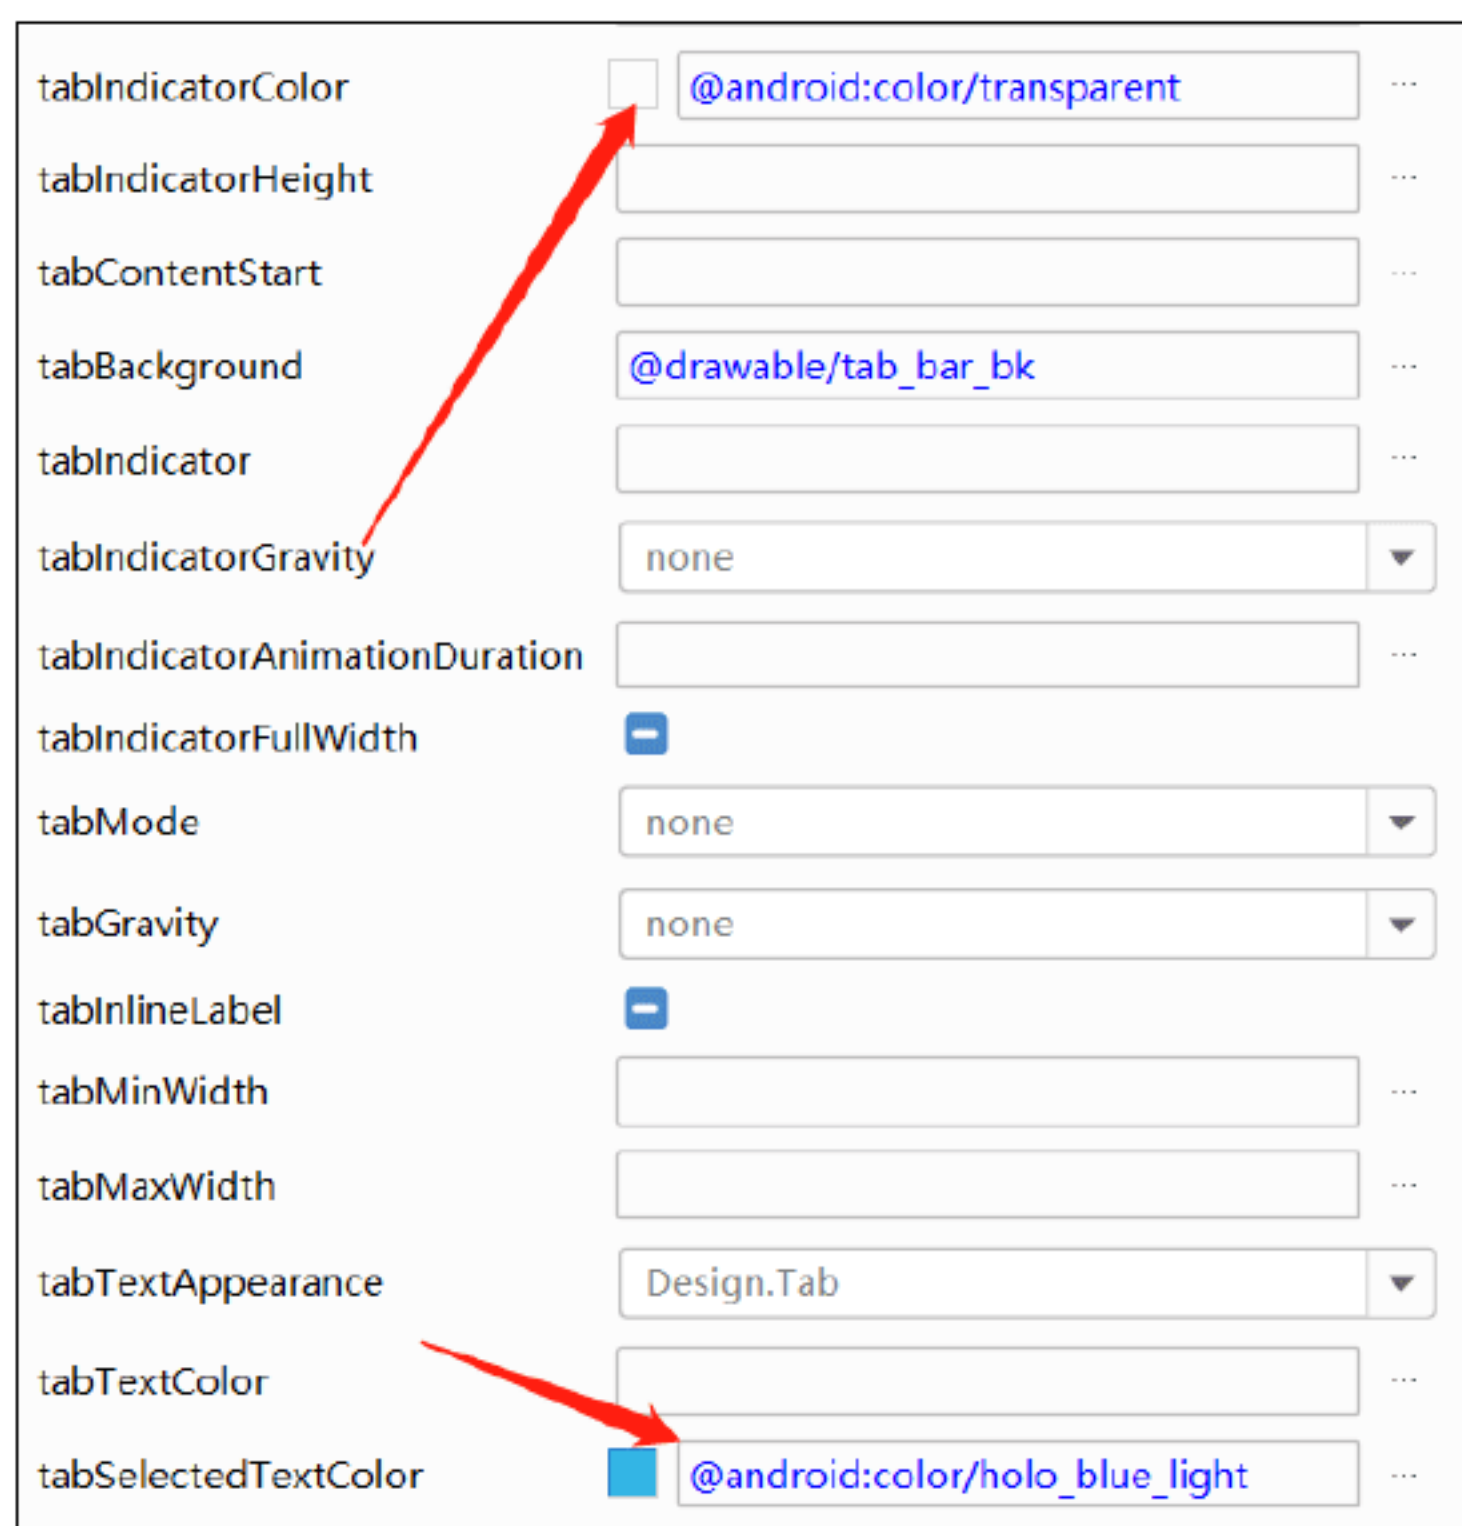 tabIndicatorColor @android:color/transparent ...
tabIndicatorHeight ...
tabContentStart ...
tabBackground @drawable/tab_bar_bk ...
tabIndicator ...
tabIndicatorGravity none
tabIndicatorAnimationDuration ...
tabIndicatorFullWidth
tabMode none
tabGravity none
tabInlineLabel
tabMinWidth ...
tabMaxWidth ...
tabTextAppearance Design.Tab
tabTextColor ...
tabSelectedTextColor @android:color/holo_blue_light ...